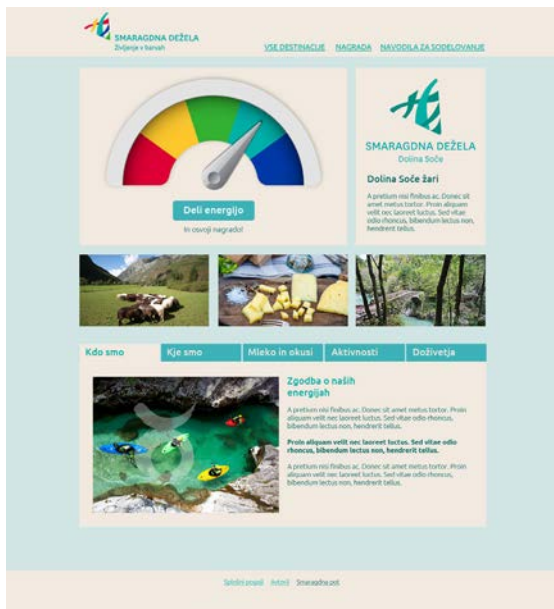 SMARAGDNA DEŽELA
Življenje v barvah
VSE DESTINACIJE NAGRADA NAVODILA ZA SODELOVANJE
Deli energijo
In osvoji nagrado!
SMARAGDNA DEŽELA
Dolina Soče
Dolina Soče žari
A pretium nisi finibus ac. Donec sit
amet metus tortor. Proin aliquam
velit nec laoreet luctus. Sed vitae
odio rhoncus, bibendum lectus non,
hendrerit tellus.
Kdo smo Kje smo Mleko in okusi Aktivnosti Doživetja
Zgodba o naših
energijah
A pretium nisi finibus ac. Donec sit amet metus tortor. Proin
aliquam velit nec laoreet luctus. Sed vitae odio rhoncus,
bibendum lectus non, hendrerit tellus.
Proin aliquam velit nec laoreet luctus. Sed vitae odio
rhoncus, bibendum lectus non, hendrerit tellus.
A pretium nisi finibus ac. Donec sit amet metus tortor. Proin
aliquam velit nec laoreet luctus. Sed vitae odio rhoncus,
bibendum lectus non, hendrerit tellus.
Splošni pogoji Avtorji Smaragdna pot